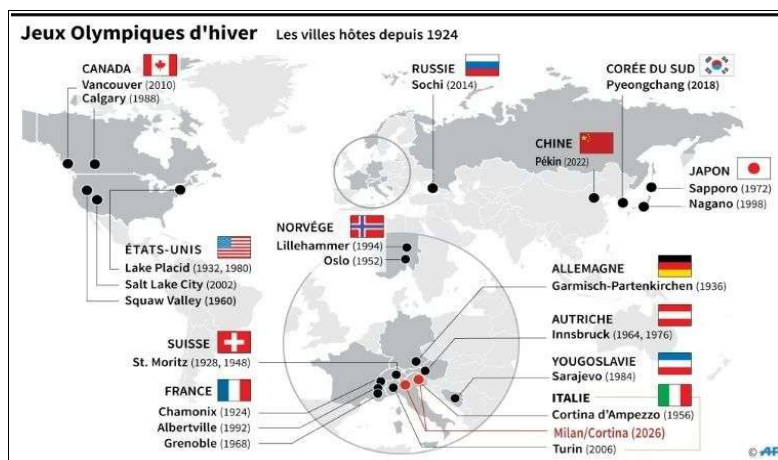 Jeux Olympiques d'hiver Les villes hôtes depuis 1924
CANADA
Vancouver (2010)
Calgary (1988)
RUSSIE
Sochi (2014)
CORÉE DU SUD
Pyeongchang (2018)
CHINE
Pékin (2022)
JAPON
Sapporo (1972)
Nagano (1998)
NORVÉGE
Lillehammer (1994)
Oslo (1952)
ÉTATS-UNIS
Lake Placid (1932, 1980)
Salt Lake City (2002)
Squaw Valley (1960)
ALLEMAGNE
Garmisch-Partenkirchen (1936)
AUTRICHE
Innsbruck (1964, 1976)
SUISSE
St. Moritz (1928, 1948)
YOUGOSLAVIE
Sarajevo (1984)
FRANCE
Chamonix (1924)
Albertville (1992)
Grenoble (1968)
ITALIE
Cortina d'Ampezzo (1956)
Milan/Cortina (2026)
Turin (2006)
© AF